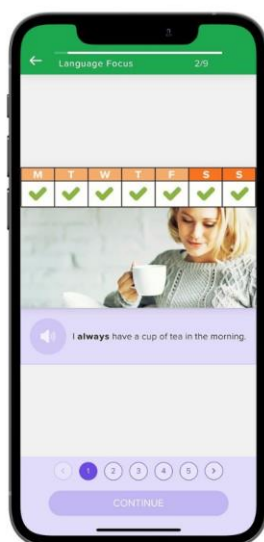 Language Focus 2/9
M T W T F S S
I always have a cup of tea in the morning.
1 2 3 4 5
CONTINUE